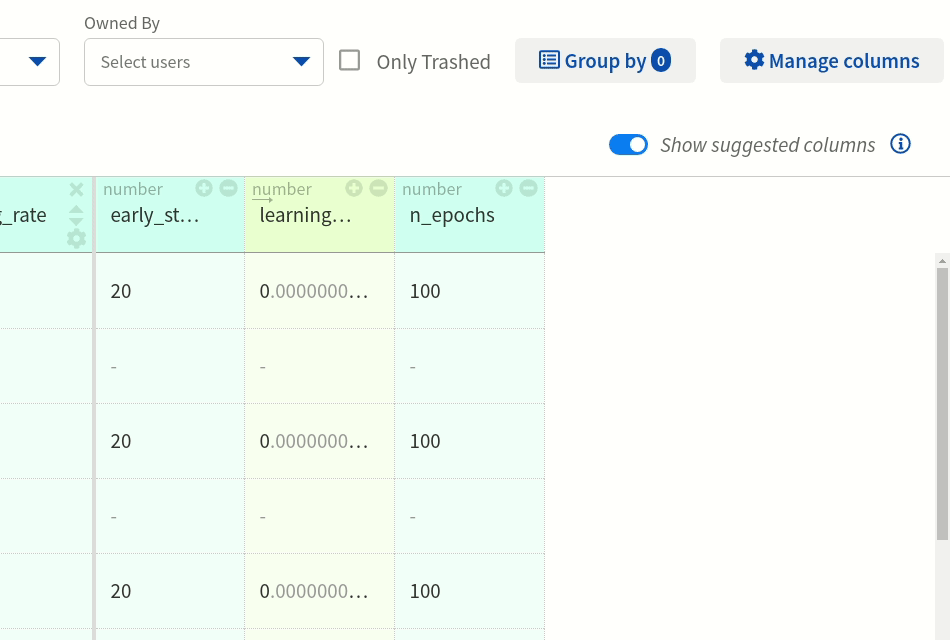 Owned By
Select users
Only Trashed
Group by 0
Manage columns
Show suggested columns
number number number
g_rate early_st... learning... n_epochs
20 0.0000000... 100
- - -
20 0.0000000... 100
- - -
20 0.0000000... 100